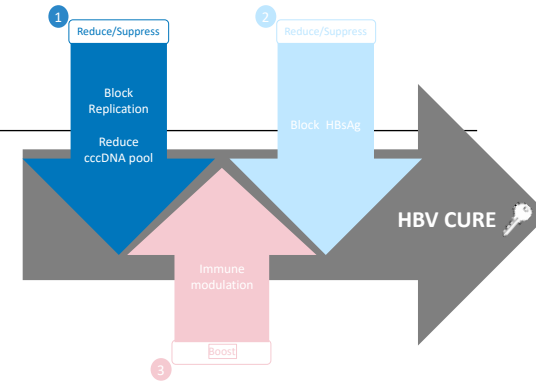 1
Reduce/Suppress
Block
Replication
Reduce
cccDNA pool
2
Reduce/Suppress
Block HBsAg
HBV CURE
Immune
modulation
Boost
3